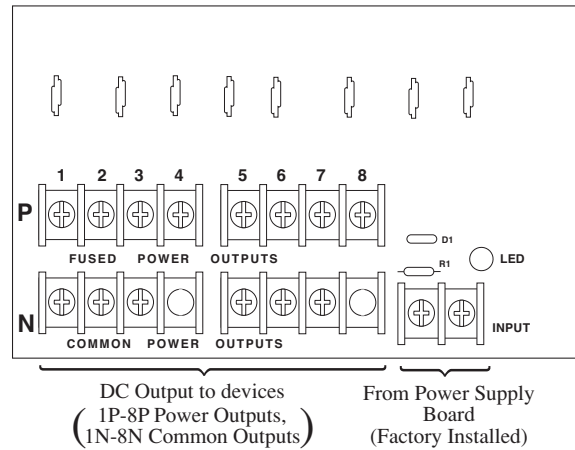 1 2 3 4 5 6 7 8
P
D1
FUSED POWER OUTPUTS
LED
R1
N
INPUT
COMMON POWER OUTPUTS
DC Output to devices
(1P-8P Power Outputs,
1N-8N Common Outputs)
From Power Supply
Board
(Factory Installed)